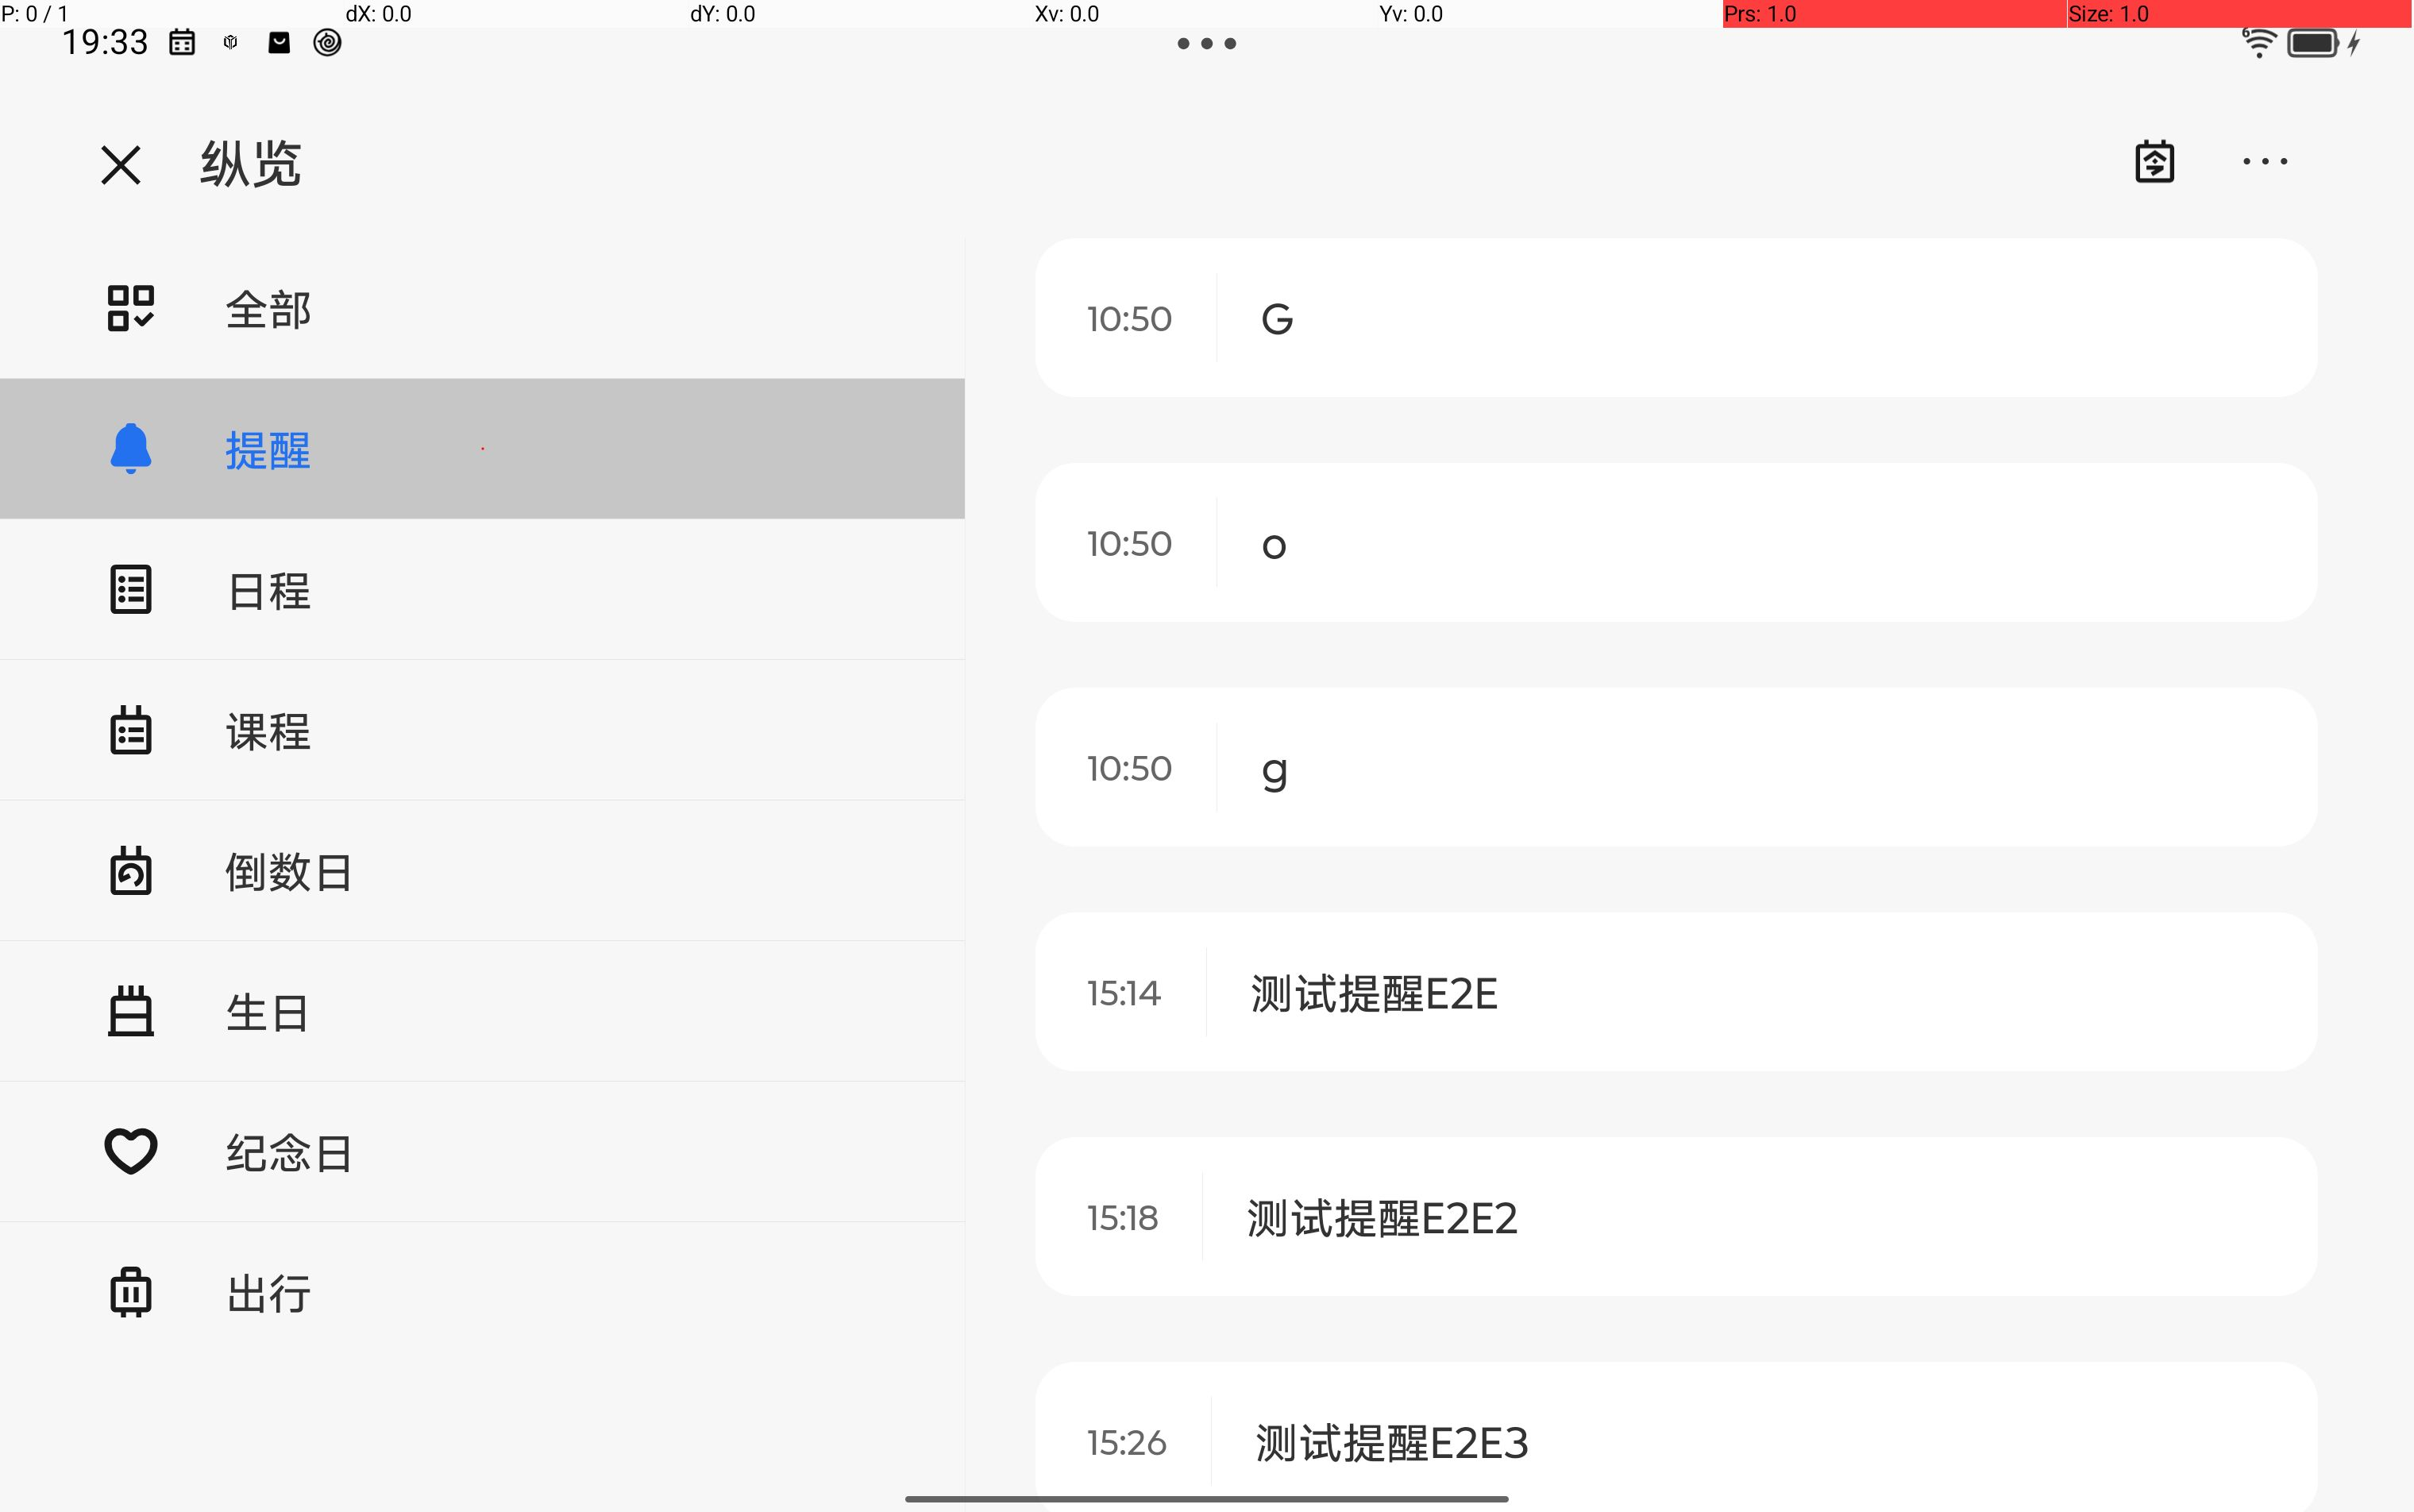 P: 0 / 1 dX: 0.0 dY: 0.0 Xv: 0.0 Yv: 0.0 Prs: 1.0 Size: 1.0
19:33
6
纵览
今
全部
提醒
日程
课程
倒数日
生日
纪念日
出行
10:50 G
10:50 o
10:50 g
15:14 测试提醒E2E
15:18 测试提醒E2E2
15:26 测试提醒E2E3